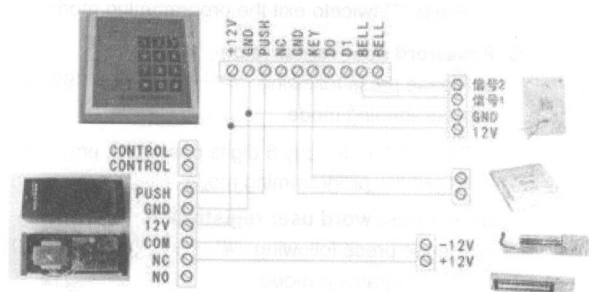 +12V GND PUSH NC GND KEY D0 D1 BELL BELL
信号2
信号1
GND
12V
CONTROL
CONTROL
PUSH
GND
12V
COM
NC
NO
-12V
+12V